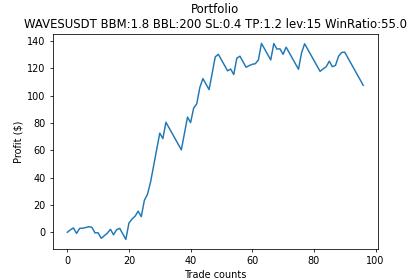 Portfolio
WAVESUSDT BBM:1.8 BBL:200 SL:0.4 TP:1.2 lev:15 WinRatio:55.0
140
120
100
80
60
40
20
0
Profit ($)
0 20 40 60 80 100
Trade counts